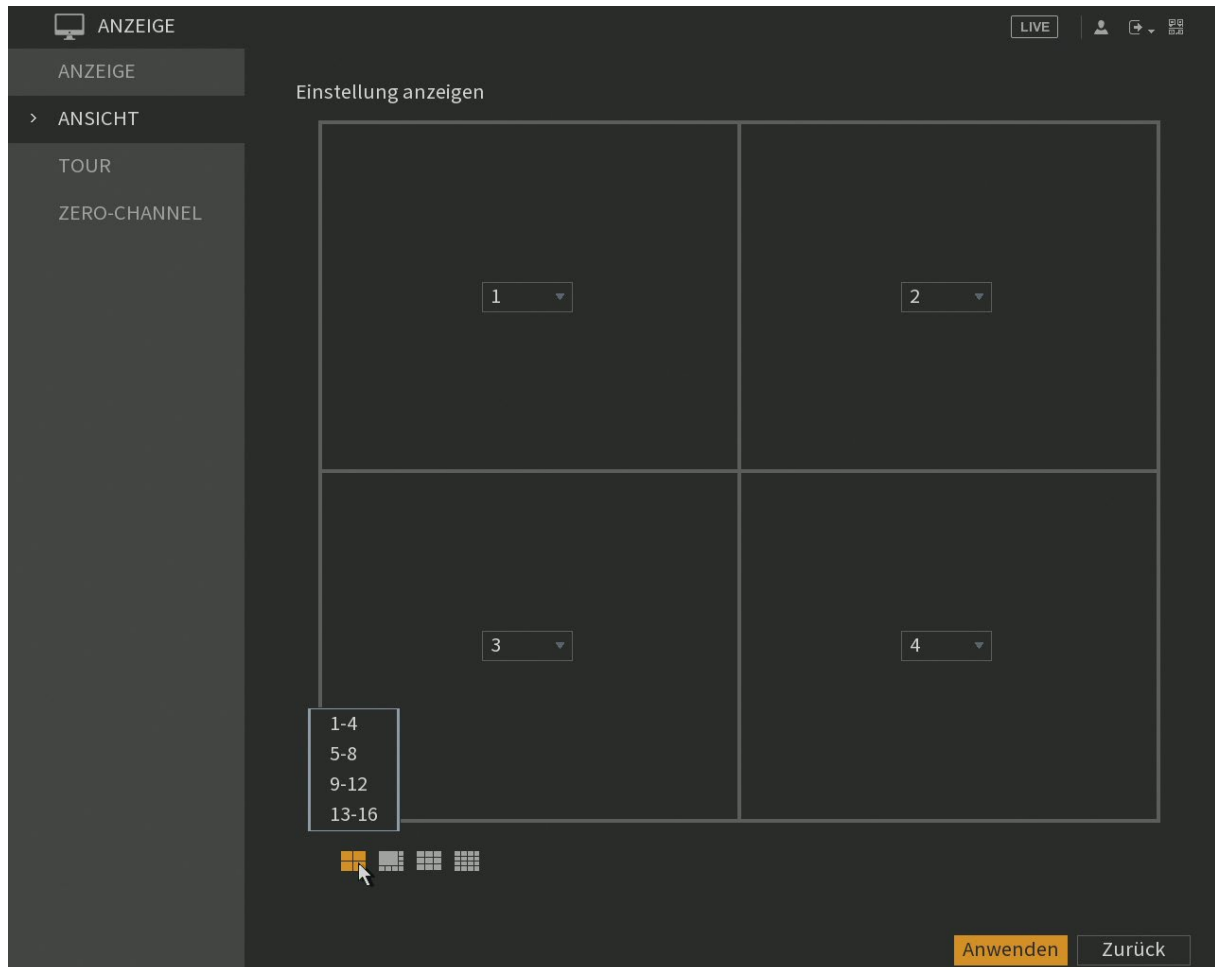 ANZEIGE
LIVE
ANZEIGE
ANSICHT
TOUR
ZERO-CHANNEL
Einstellung anzeigen
1
2
3
4
1-4
5-8
9-12
13-16
Anwenden
Zurück